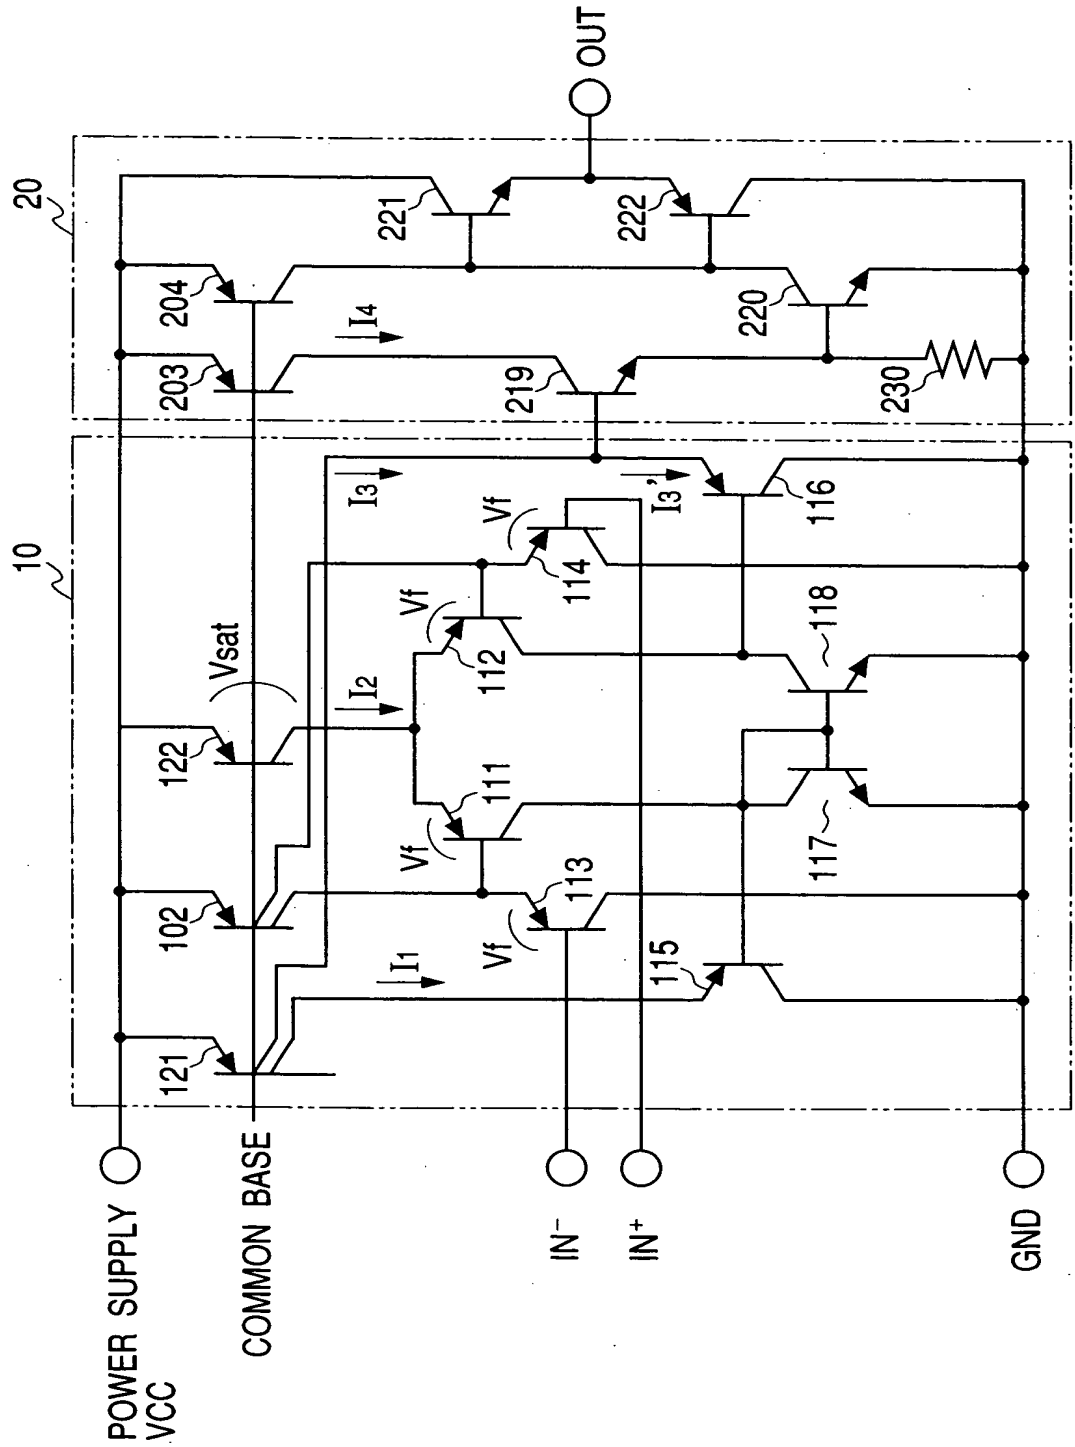 10
20
POWER SUPPLY
VCC
COMMON BASE
IN-
IN+
GND
OUT
121
102
122
Vsat
203
204
I1
I2
I3
I3'
I4
Vf
Vf
Vf
Vf
113
111
112
114
115
117
118
116
219
220
221
222
230